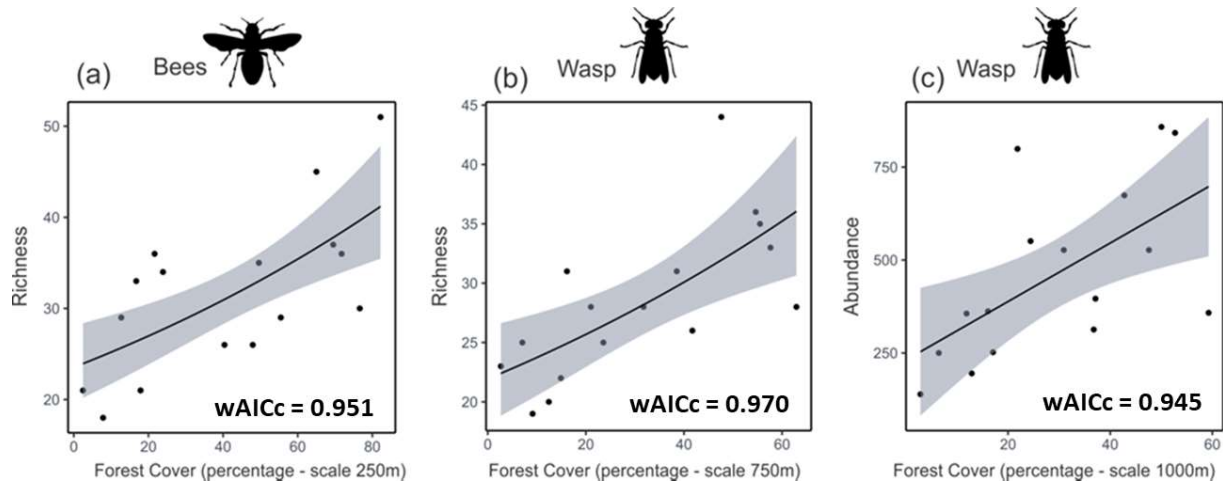 (a) Bees
Richness
50
40
30
20
wAICc = 0.951
0 20 40 60 80
Forest Cover (percentage - scale 250m)
(b) Wasp
Richness
45
40
35
30
25
20
wAICc = 0.970
0 20 40 60
Forest Cover (percentage - scale 750m)
(c) Wasp
Abundance
750
500
250
wAICc = 0.945
20 40 60
Forest Cover (percentage - scale 1000m)